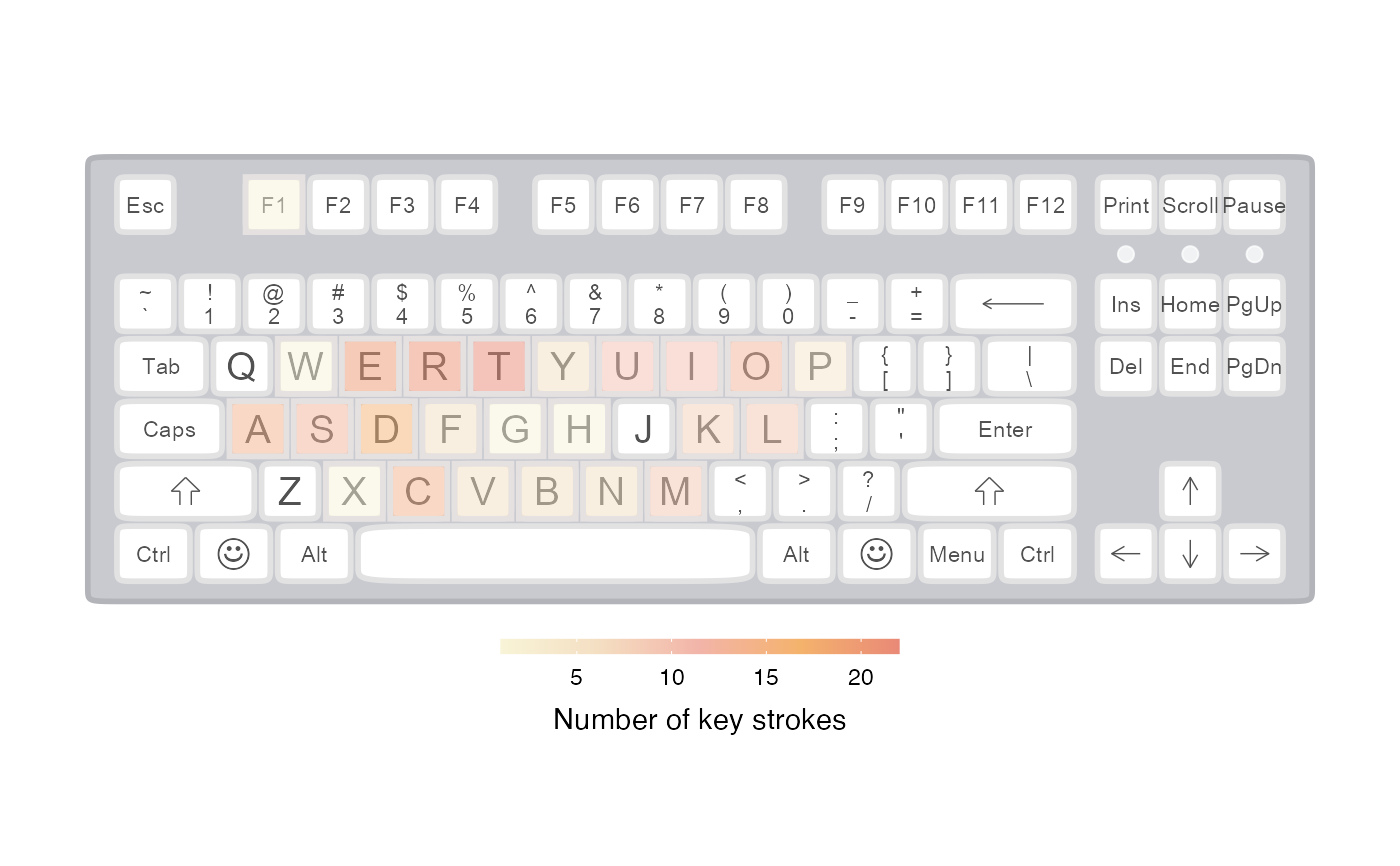 Esc F1 F2 F3 F4 F5 F6 F7 F8 F9 F10 F11 F12 Print Scroll Pause
~ ! @ # $ % ^ & * ( ) _ +
` 1 2 3 4 5 6 7 8 9 0 - = Ins Home PgUp
Tab Q W E R T Y U I O P { } | Del End PgDn
[ ] \
Caps A S D F G H J K L : " Enter
; '
Z X C V B N M < > ?
, . /
Ctrl Alt Alt Menu Ctrl
5 10 15 20
Number of key strokes